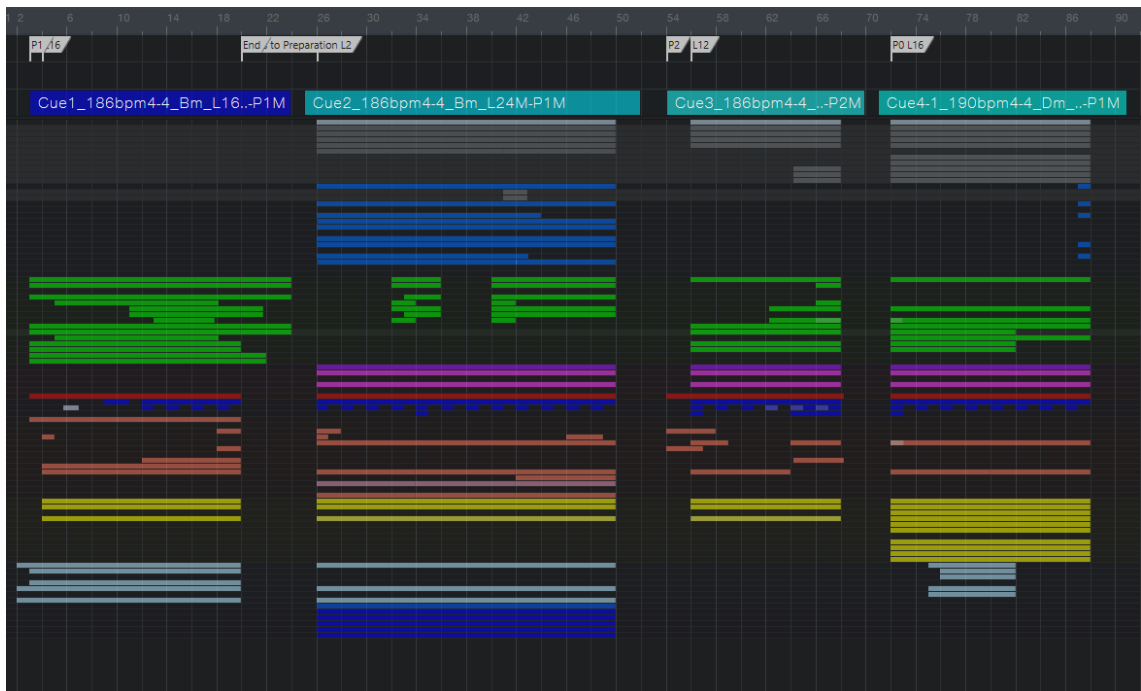 2 6 10 14 18 22 26 30 34 38 42 46 50 54 58 62 66 70 74 78 82 86 90
P1 L16 End to Preparation L2 P2 L12 P0 L16
Cue1_186bpm4-4_Bm_L16..-P1M Cue2_186bpm4-4_Bm_L24M-P1M Cue3_186bpm4-4_..-P2M Cue4-1_190bpm4-4_Dm_..-P1M